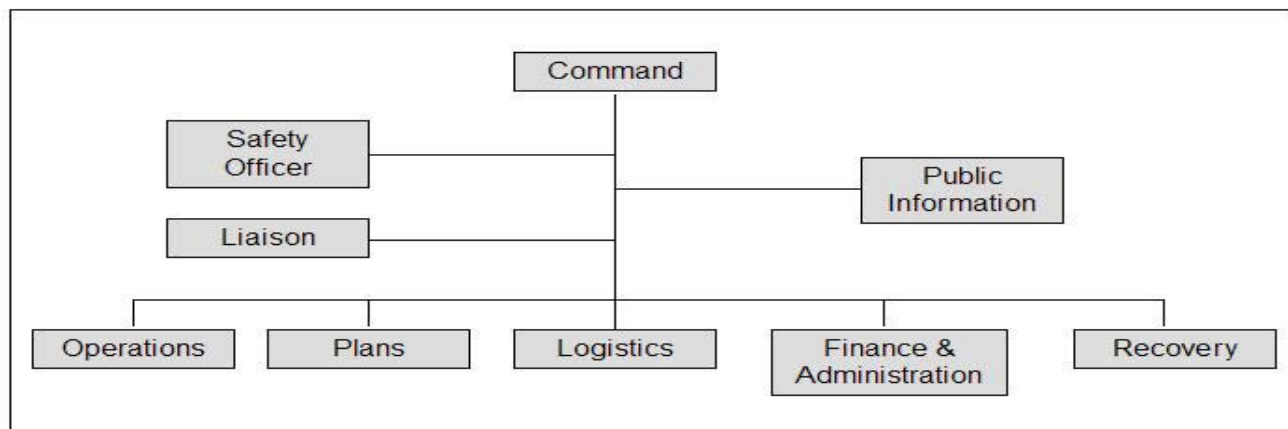 Command
Safety
Officer
Public
Information
Liaison
Operations
Plans
Logistics
Finance &
Administration
Recovery